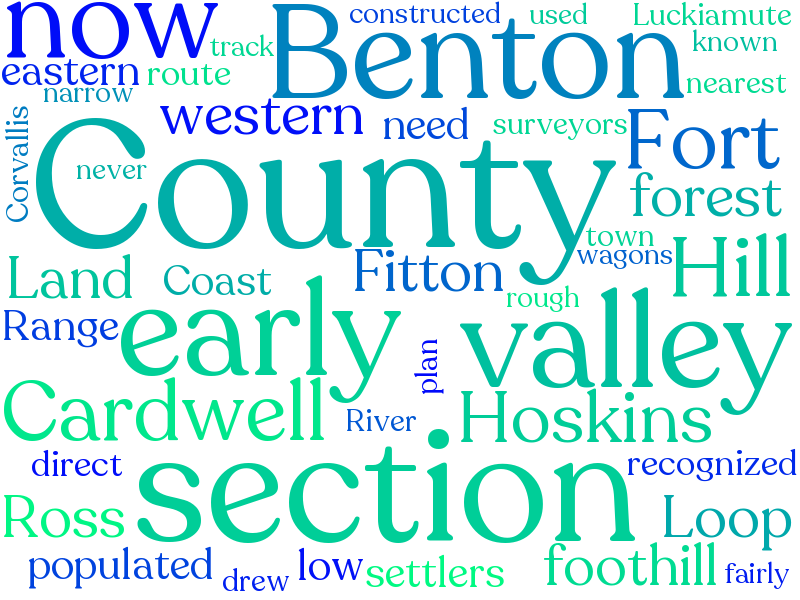 now
Benton
constructed
used
Luckiamute
track
known
eastern
route
nearest
narrow
western
need
surveyors
Fort
Corvallis
County
never
forest
town
wagons
Hill
Land
Coast
Fitton
rough
Range
early
valley
plan
Cardwell
River
Hoskins
direct
section
recognized
Ross
Loop
populated
drew
low
settlers
foothill
fairly